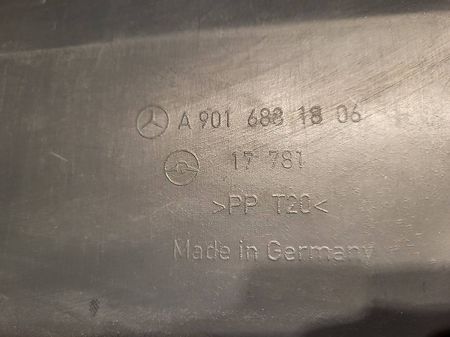 A 901 688 18 06
17 781
>PP T20<
Made in Germany